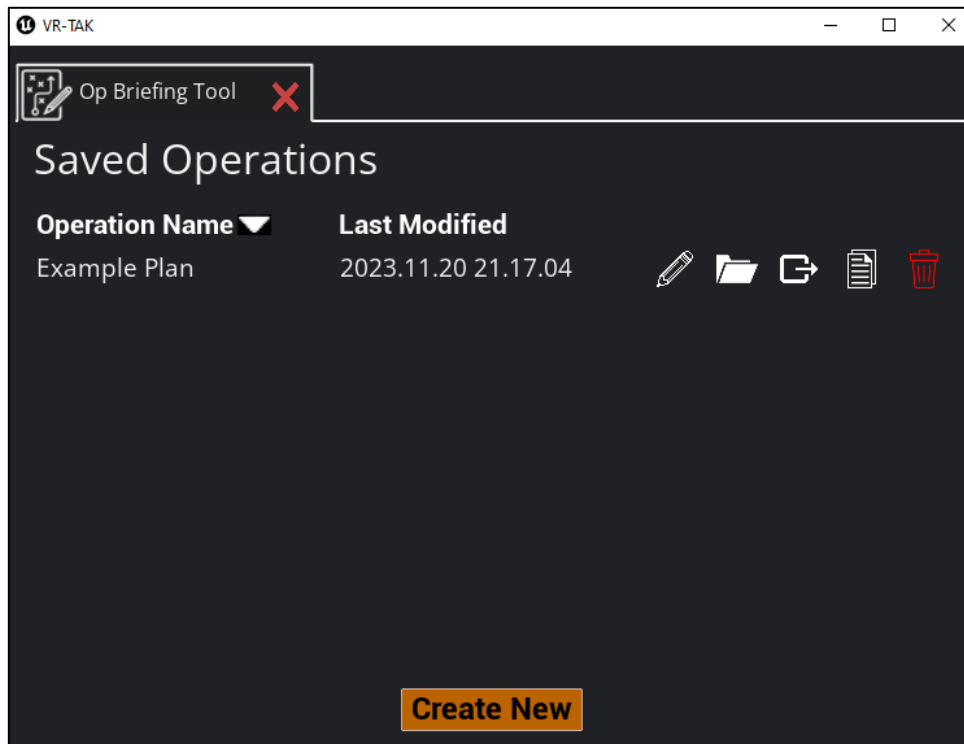 VR-TAK
Op Briefing Tool
Saved Operations
Operation Name Last Modified
Example Plan 2023.11.20 21.17.04
Create New